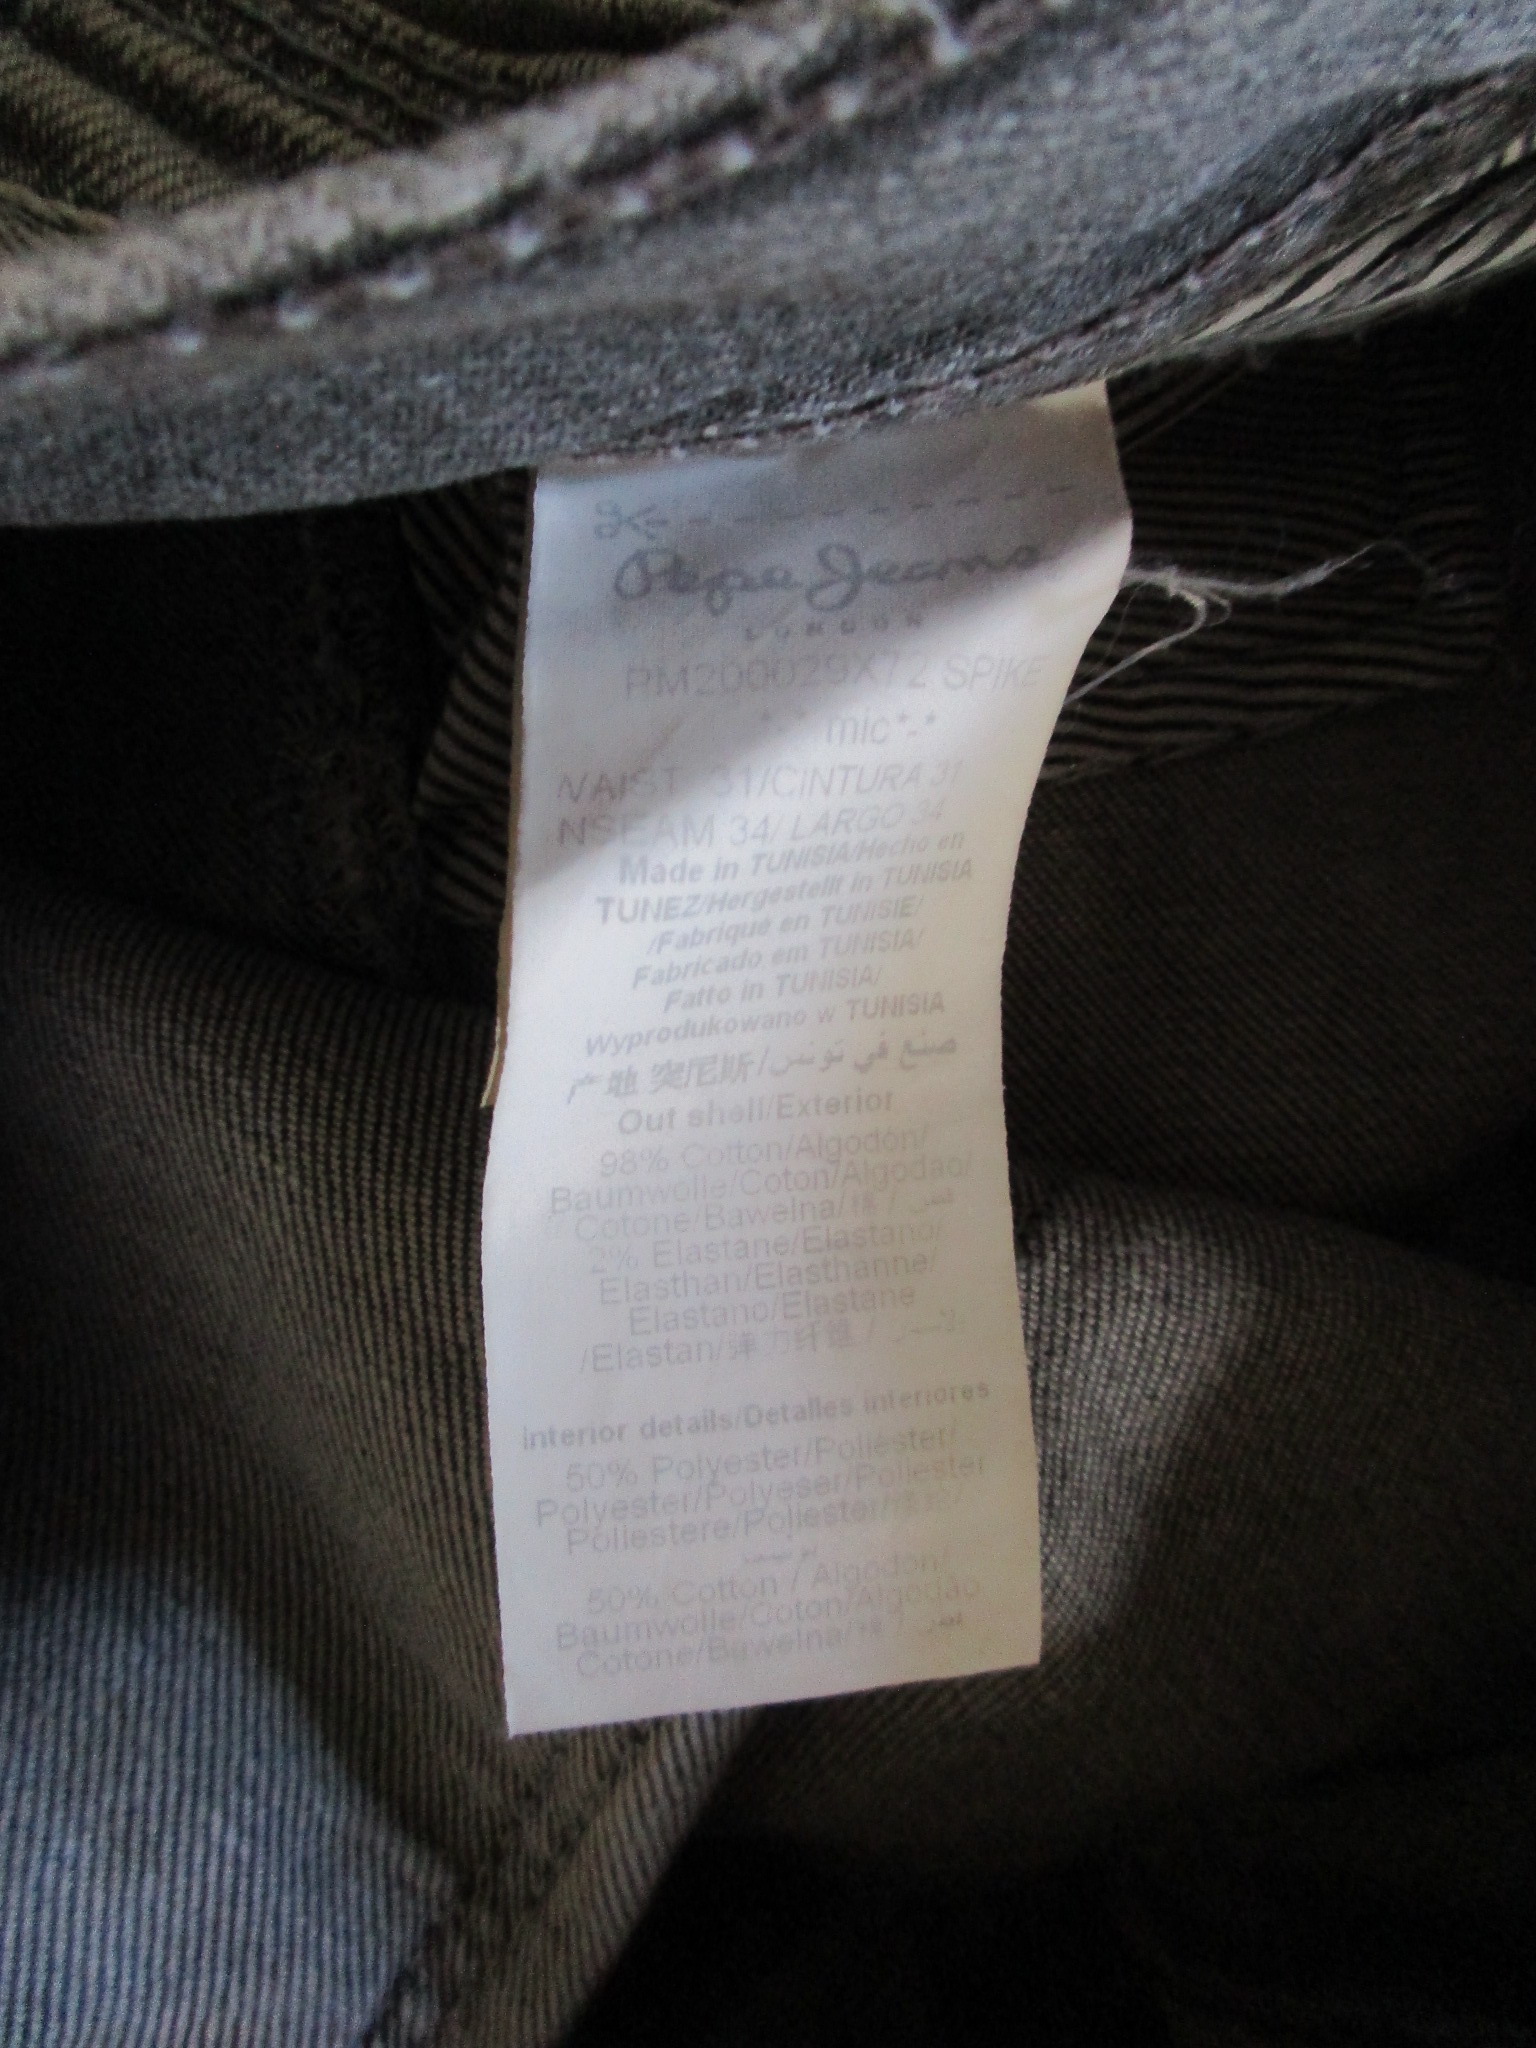 Pepe Jeans
LONDON
PM200029X72 SPIKE
mic*-*
WAIST 31/CINTURA 31
INSEAM 34/ LARGO 34
Made in TUNISIA/Hecho en
TUNEZ/Hergestellt in TUNISIA
/Fabriqué en TUNISIE/
Fabricado em TUNISIA/
Fatto in TUNISIA/
Wyprodukowano w TUNISIA
产地 突尼斯/صنع في تونس
Out shell/Exterior
98% Cotton/Algodón/
Baumwolle/Coton/Algodao/
Cotone/Bawelna/ /
2% Elastane/Elastano/
Elasthan/Elasthanne/
Elastano/Elastane
/Elastan/ /
Interior details/Detalles interiores
50% Polyester/Poliester/
Polyester/Polyeser/Poliester
Poliestere/Poliester/
50% Cotton / Algodón/
Baumwolle/Coton/Algodao
Cotone/Bawelna/ /